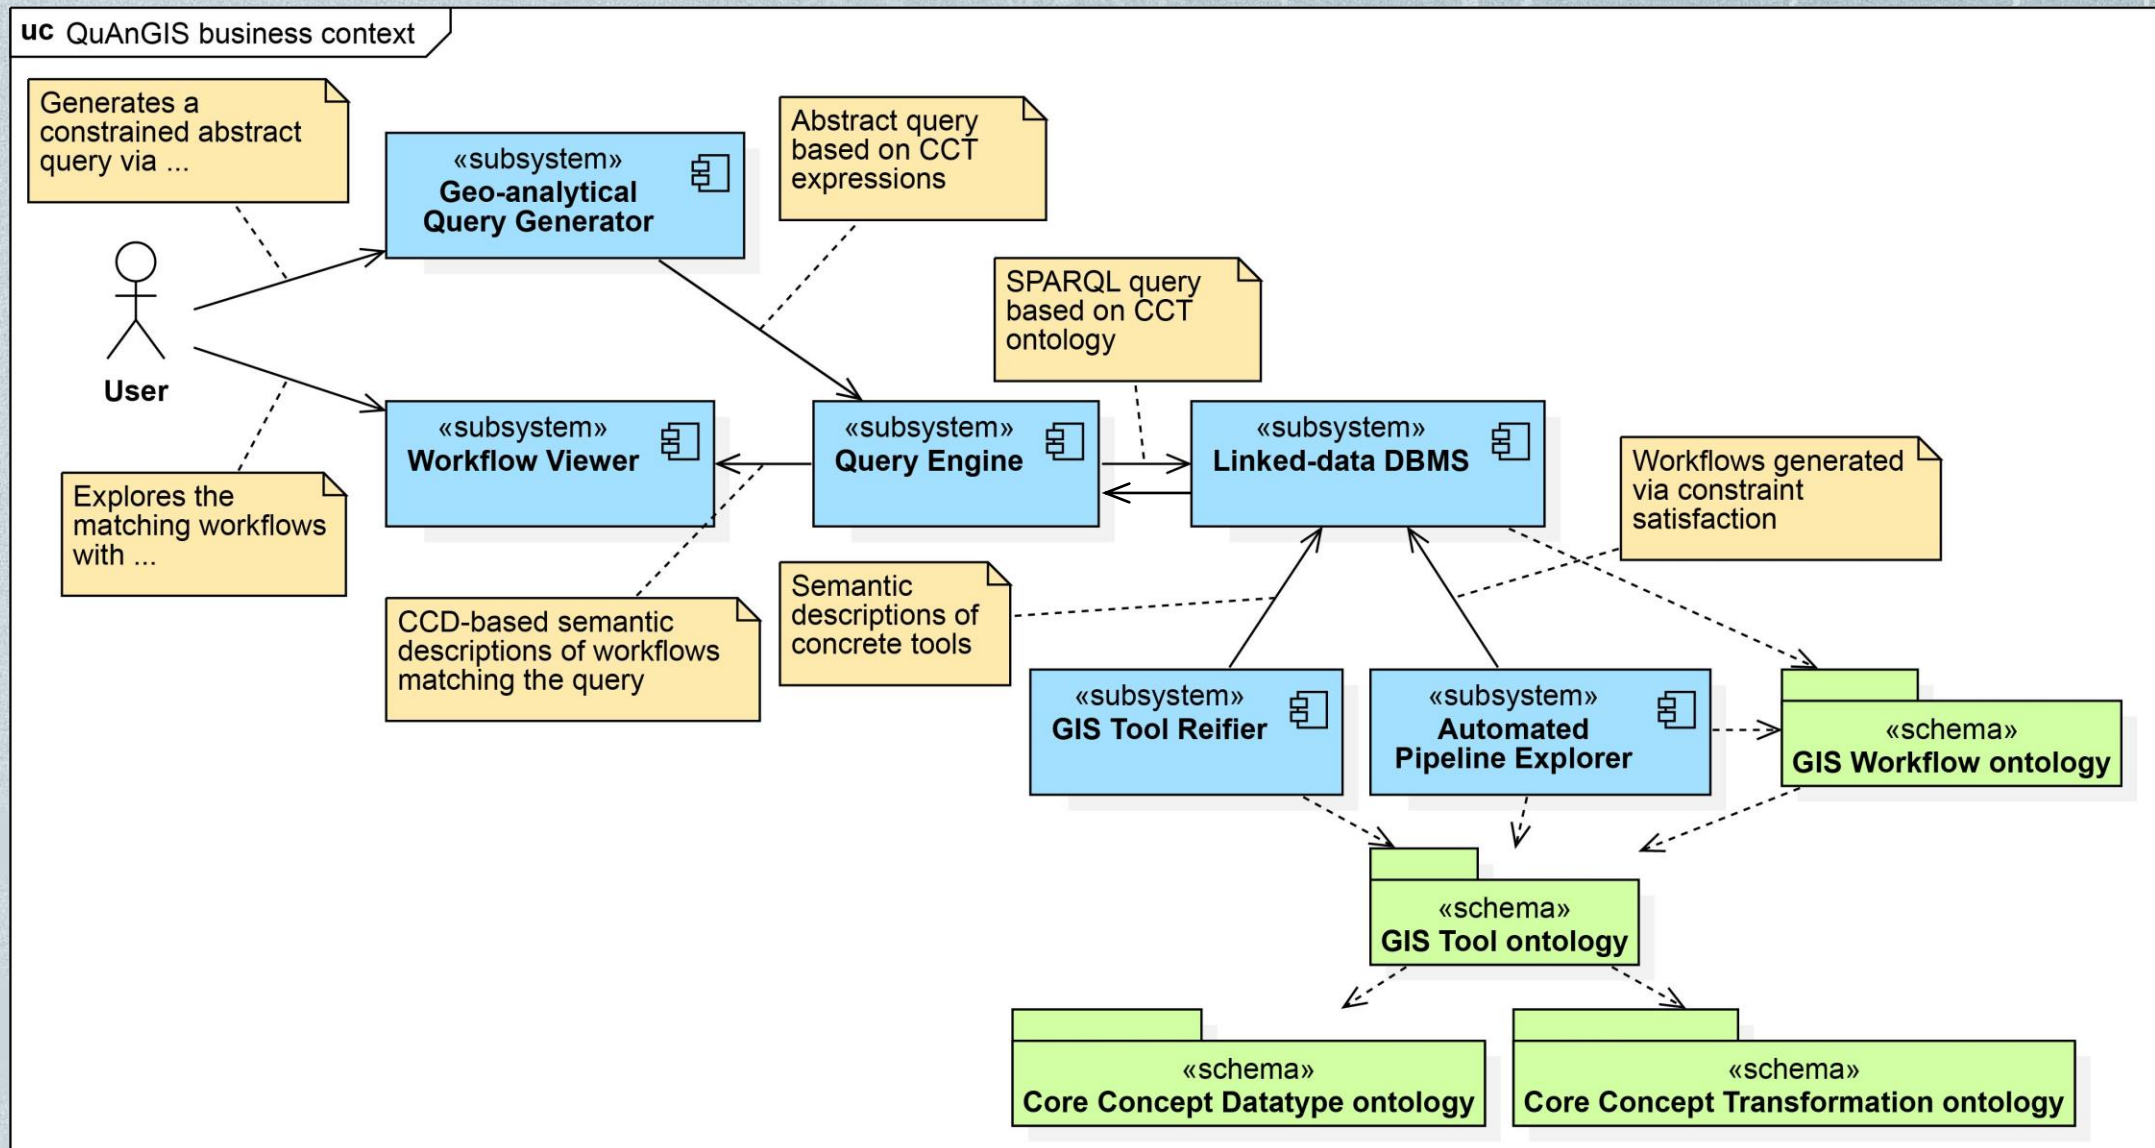 uc QuAnGIS business context
Generates a
constrained abstract
query via ...
«subsystem»
Geo-analytical
Query Generator
Abstract query
based on CCT
expressions
SPARQL query
based on CCT
ontology
User
«subsystem»
Workflow Viewer
«subsystem»
Query Engine
«subsystem»
Linked-data DBMS
Workflows generated
via constraint
satisfaction
Explores the
matching workflows
with ...
CCD-based semantic
descriptions of workflows
matching the query
Semantic
descriptions of
concrete tools
«subsystem»
GIS Tool Reifier
«subsystem»
Automated
Pipeline Explorer
«schema»
GIS Workflow ontology
«schema»
GIS Tool ontology
«schema»
Core Concept Datatype ontology
«schema»
Core Concept Transformation ontology